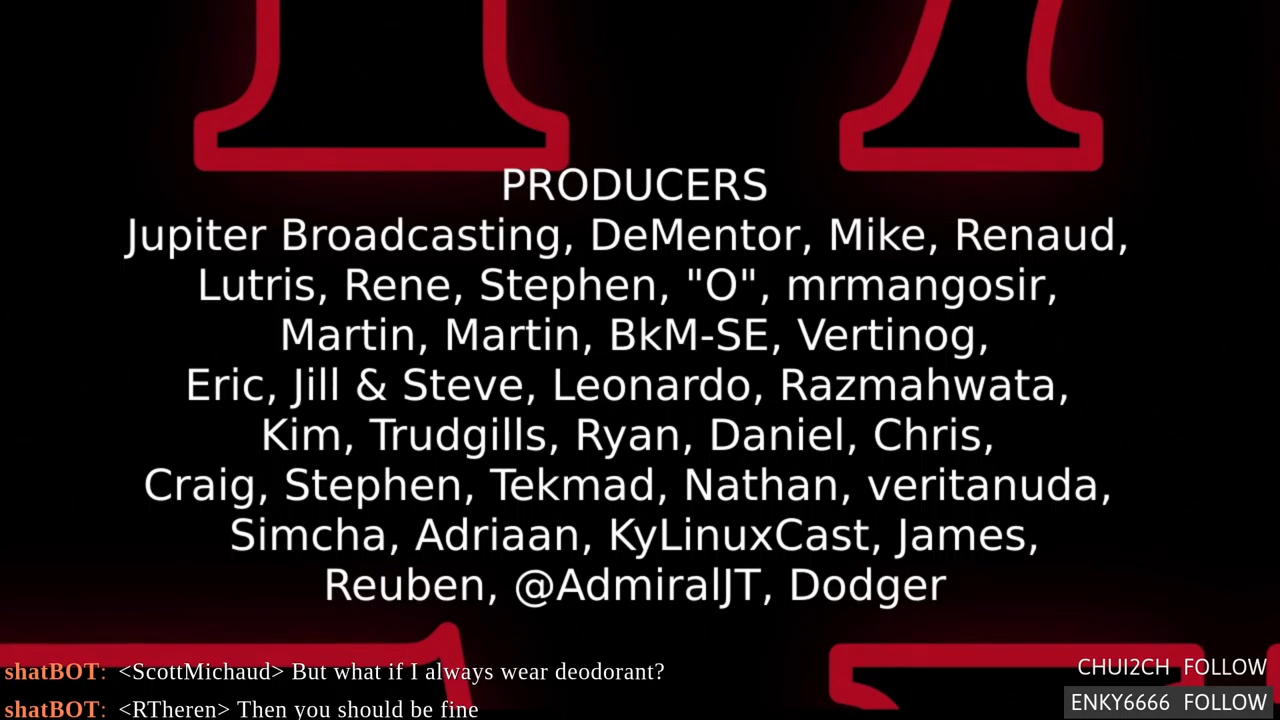 PRODUCERS
Jupiter Broadcasting, DeMentor, Mike, Renaud,
Lutris, Rene, Stephen, "O", mrmangosir,
Martin, Martin, BkM-SE, Vertinog,
Eric, Jill & Steve, Leonardo, Razmahwata,
Kim, Trudgills, Ryan, Daniel, Chris,
Craig, Stephen, Tekmad, Nathan, veritanuda,
Simcha, Adriaan, KyLinuxCast, James,
Reuben, @AdmiralJT, Dodger
shatBOT: <ScottMichaud> But what if I always wear deodorant?
shatBOT: <RTheren> Then you should be fine
CHUI2CH FOLLOW
ENKY6666 FOLLOW